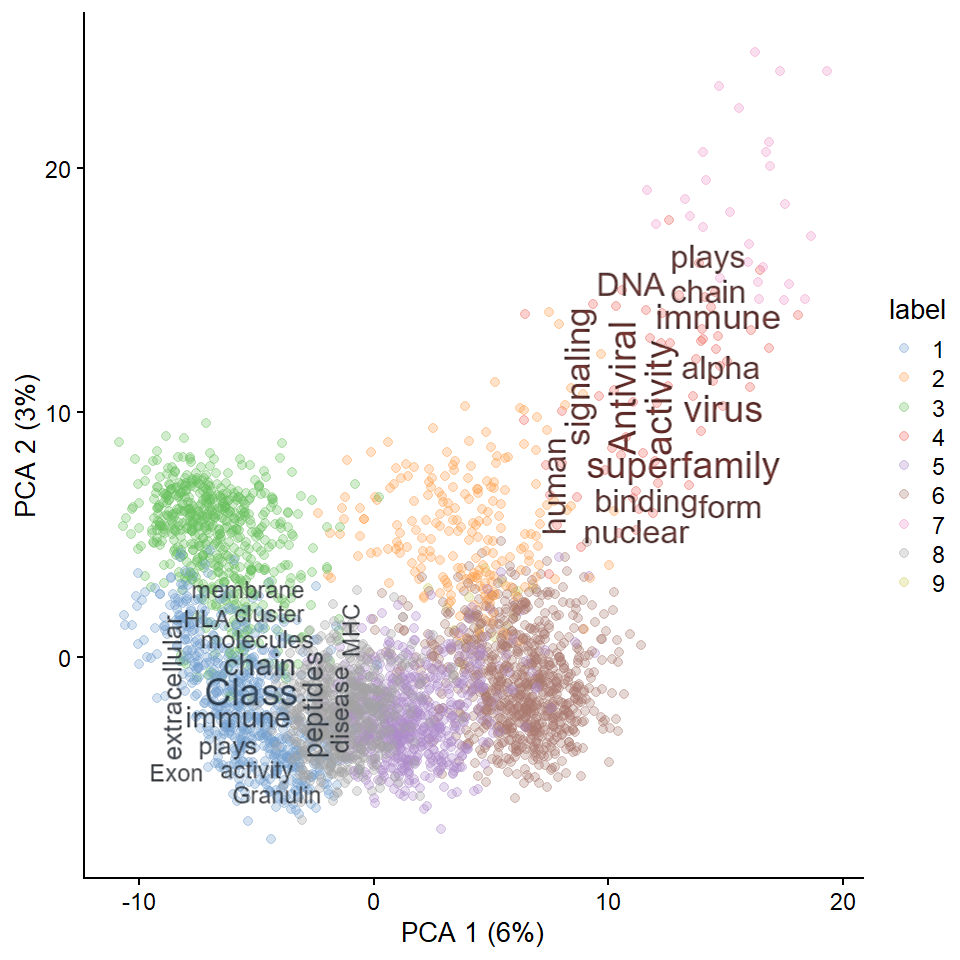 20
10
0
-10
0
10
20
PCA 2 (3%)
PCA 1 (6%)
plays
DNA chain
immune
signaling
Antiviral
activity
alpha
virus
human
superfamily
binding form
nuclear
membrane
HLA cluster
molecules
MHC
extracellular
chain
Class
peptides
disease
immune
plays
Exon activity
Granulin
label
1
2
3
4
5
6
7
8
9